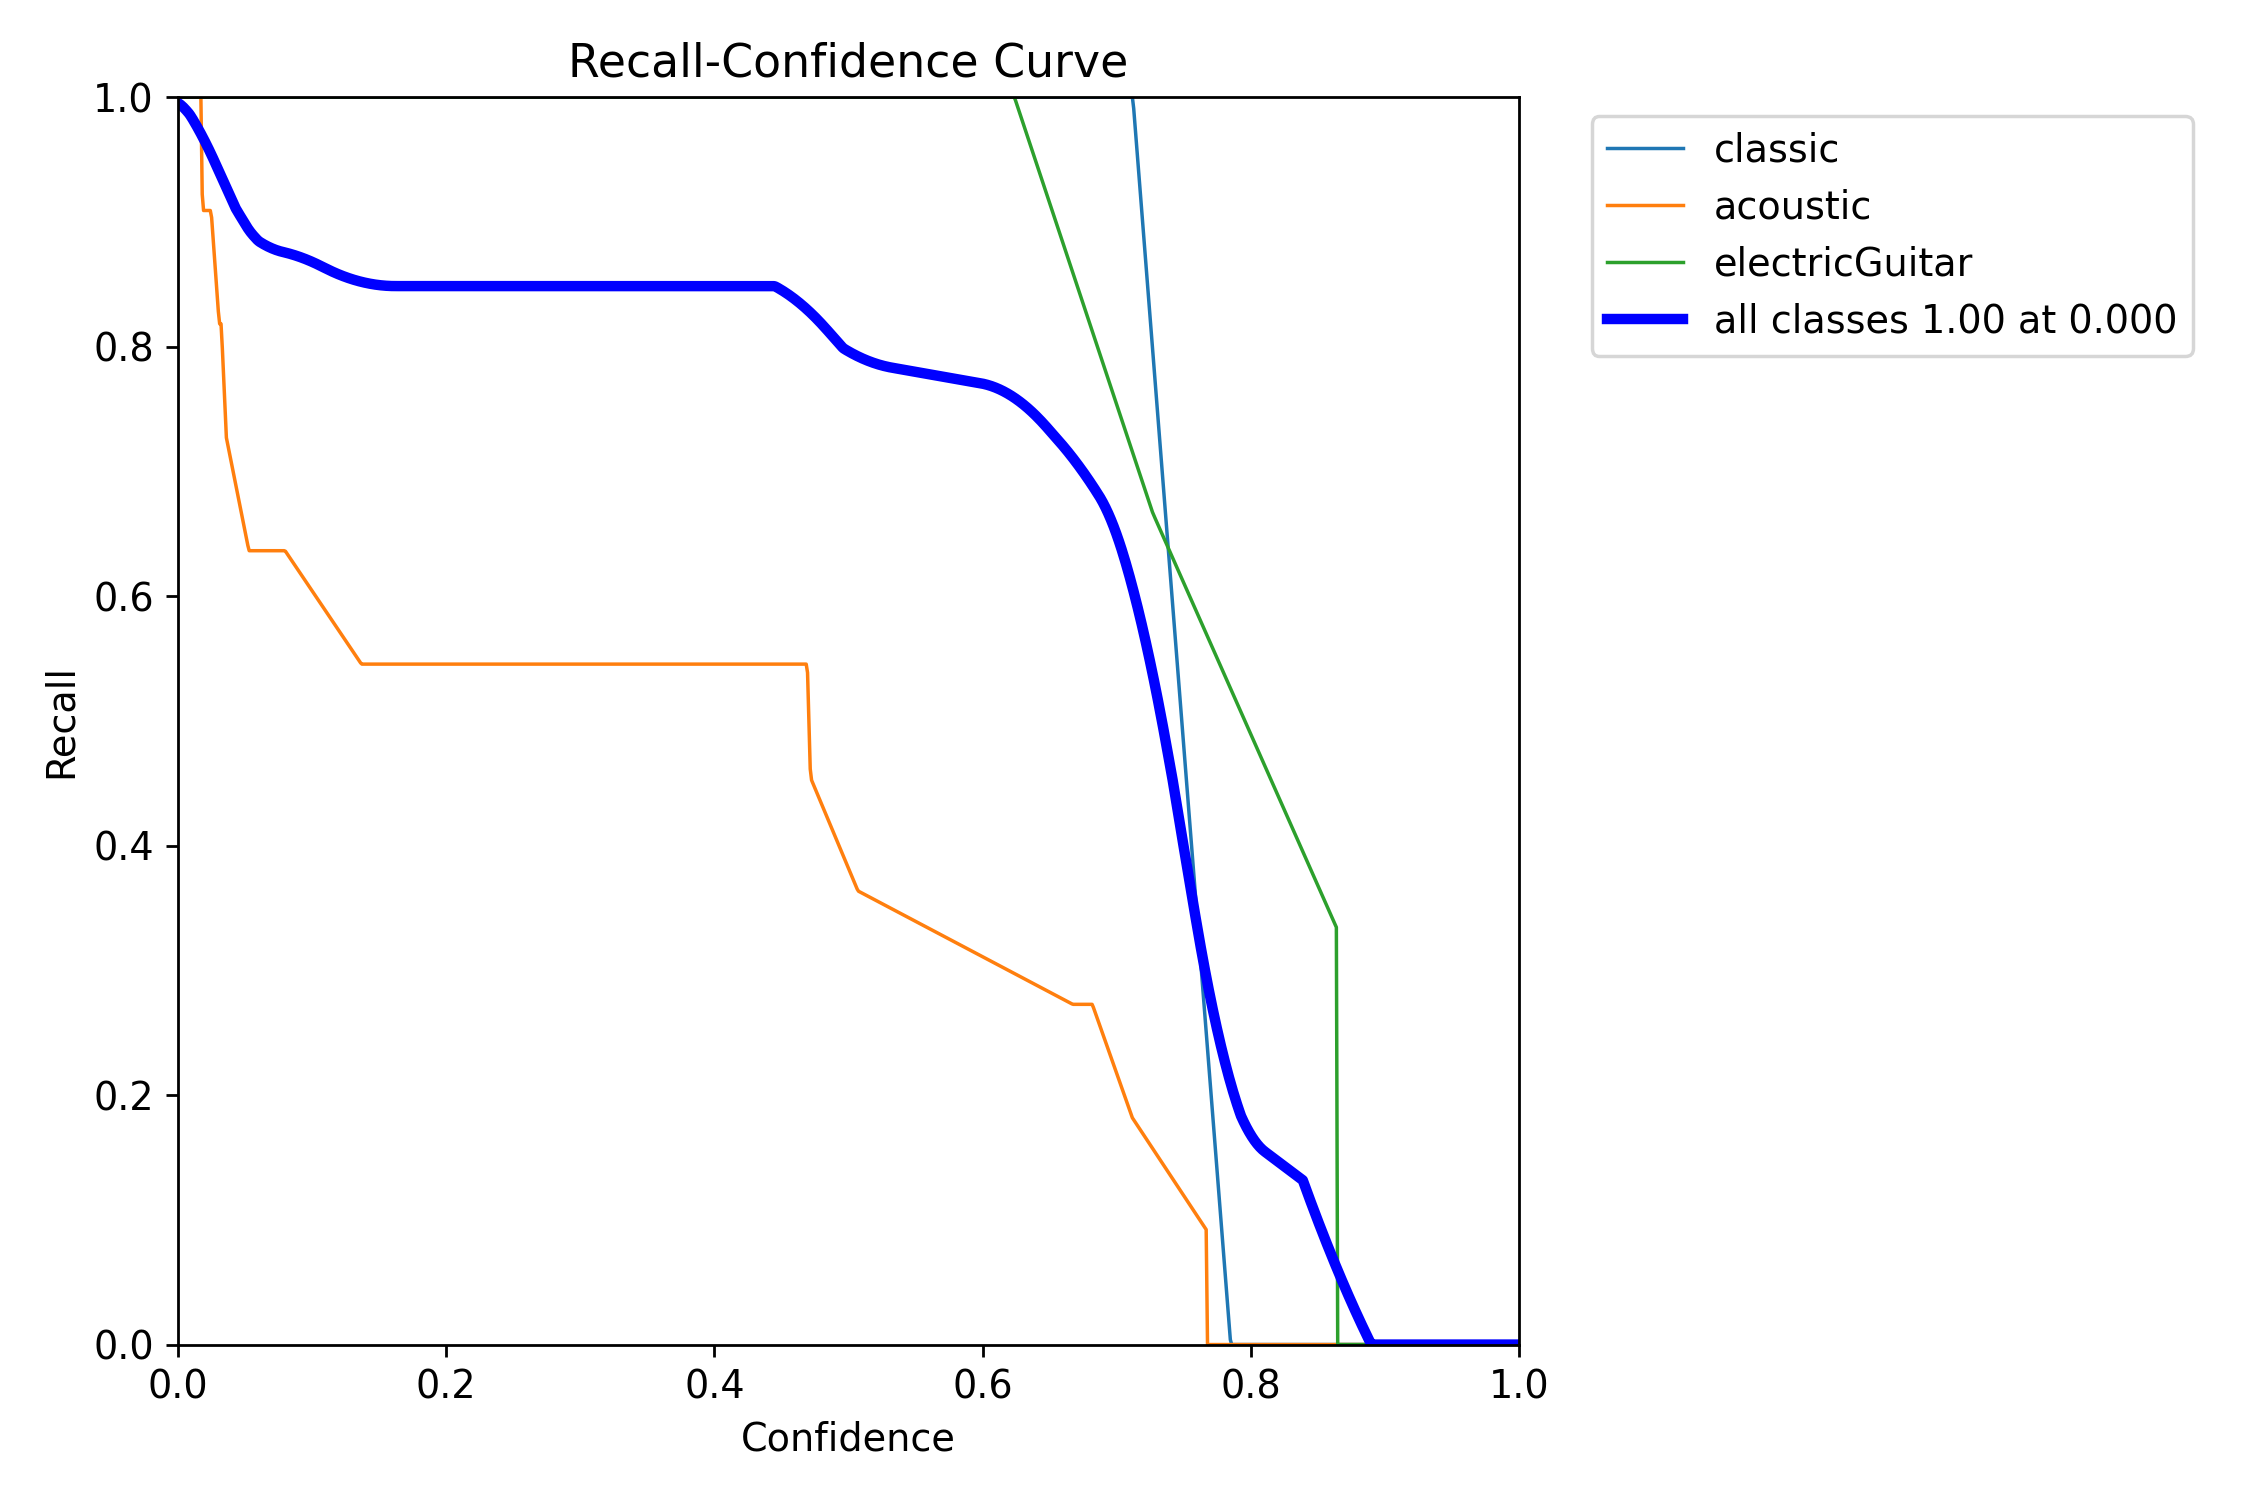 Recall-Confidence Curve
1.0
0.8
0.6
0.4
0.2
0.0
Recall
0.0 0.2 0.4 0.6 0.8 1.0
Confidence
classic
acoustic
electricGuitar
all classes 1.00 at 0.000